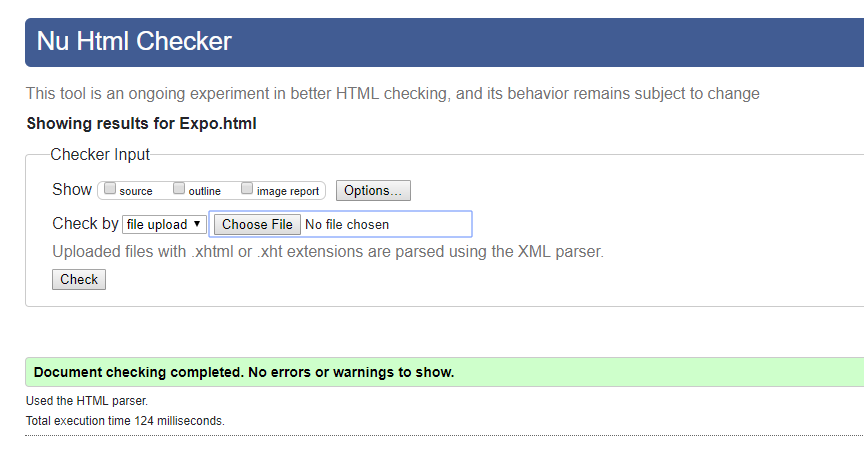 Nu Html Checker
This tool is an ongoing experiment in better HTML checking, and its behavior remains subject to change
Showing results for Expo.html
Checker Input
Show source outline image report Options...
Check by file upload Choose File No file chosen
Uploaded files with .xhtml or .xht extensions are parsed using the XML parser.
Check
Document checking completed. No errors or warnings to show.
Used the HTML parser.
Total execution time 124 milliseconds.